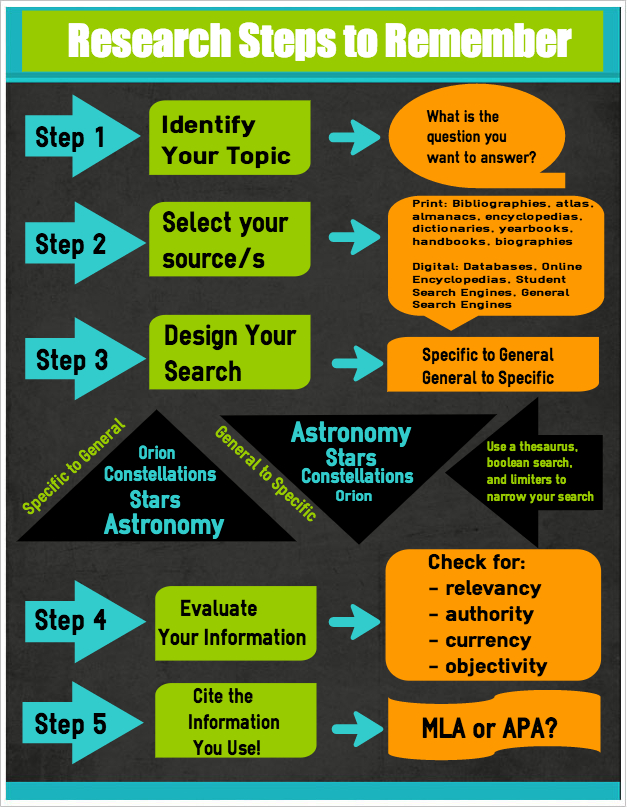 Research Steps to Remember
Step 1
Identify
Your Topic
What is the
question you
want to answer?
Step 2
Select your
source/s
Print: Bibliographies, atlas,
almanacs, encyclopedias,
dictionaries, yearbooks,
handbooks, biographies
Digital: Databases, Online
Encyclopedias, Student
Search Engines, General
Search Engines
Step 3
Design Your
Search
Specific to General
General to Specific
Specific to General
Orion
Constellations
Stars
Astronomy
General to Specific
Astronomy
Stars
Constellations
Orion
Use a thesaurus,
boolean search,
and limiters to
narrow your search
Step 4
Evaluate
Your Information
Check for:
- relevancy
- authority
- currency
- objectivity
Step 5
Cite the
Information
You Use!
MLA or APA?